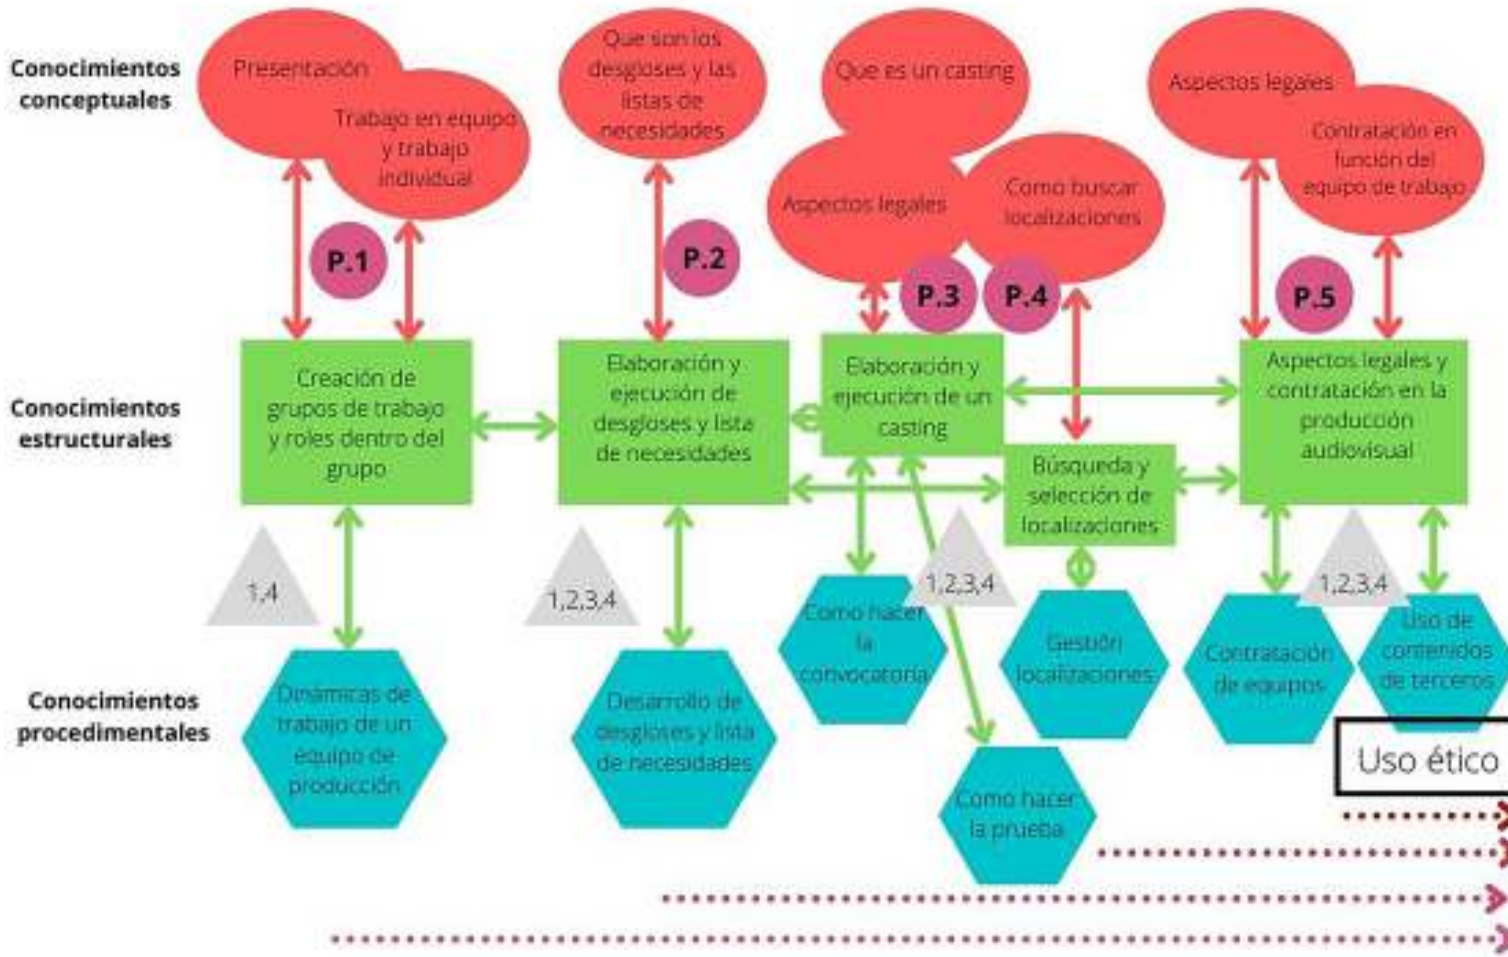 Conocimientos
conceptuales
Presentación
Trabajo en equipo
y trabajo
individual
Que son los
desgloses y las
listas de
necesidades
Que es un casting
Aspectos legales
Como buscar
localizaciones
Aspectos legales
Contratación en
función del
equipo de trabajo
P.1
P.2
P.3
P.4
P.5
Conocimientos
estructurales
Creación de
grupos de trabajo
y roles dentro del
grupo
Elaboración y
ejecución de
desgloses y lista
de necesidades
Elaboración y
ejecución de un
casting
Búsqueda y
selección de
localizaciones
Aspectos legales y
contratación en la
producción
audiovisual
1,4
1,2,3,4
1,2,3,4
1,2,3,4
Conocimientos
procedimentales
Dinámicas de
trabajo de un
equipo de
producción
Desarrollo de
desgloses y lista
de necesidades
Como hacer
la
convocatoria
Como hacer
la prueba
Gestión
localizaciones
Contratación
de equipos
Uso de
contenidos
de terceros
Uso ético